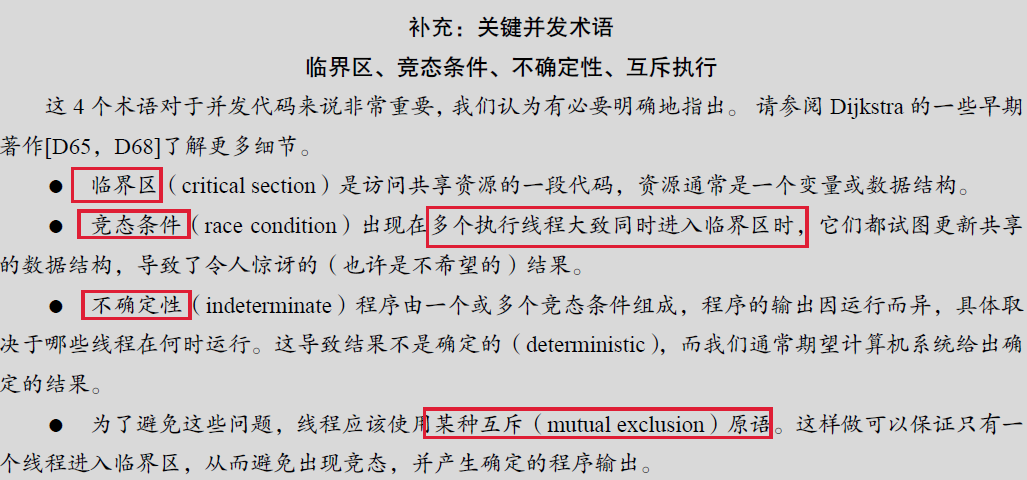 补充：关键并发术语
临界区、竞态条件、不确定性、互斥执行
这 4 个术语对于并发代码来说非常重要，我们认为有必要明确地指出。 请参阅 Dijkstra 的一些早期
著作[D65，D68]了解更多细节。
● 临界区（critical section）是访问共享资源的一段代码，资源通常是一个变量或数据结构。
● 竞态条件（race condition）出现在多个执行线程大致同时进入临界区时，它们都试图更新共享
的数据结构，导致了令人惊讶的（也许是不希望的）结果。
● 不确定性（indeterminate）程序由一个或多个竞态条件组成，程序的输出因运行而异，具体取
决于哪些线程在何时运行。这导致结果不是确定的（deterministic），而我们通常期望计算机系统给出确
定的结果。
● 为了避免这些问题，线程应该使用某种互斥（mutual exclusion）原语。这样做可以保证只有一
个线程进入临界区，从而避免出现竞态，并产生确定的程序输出。